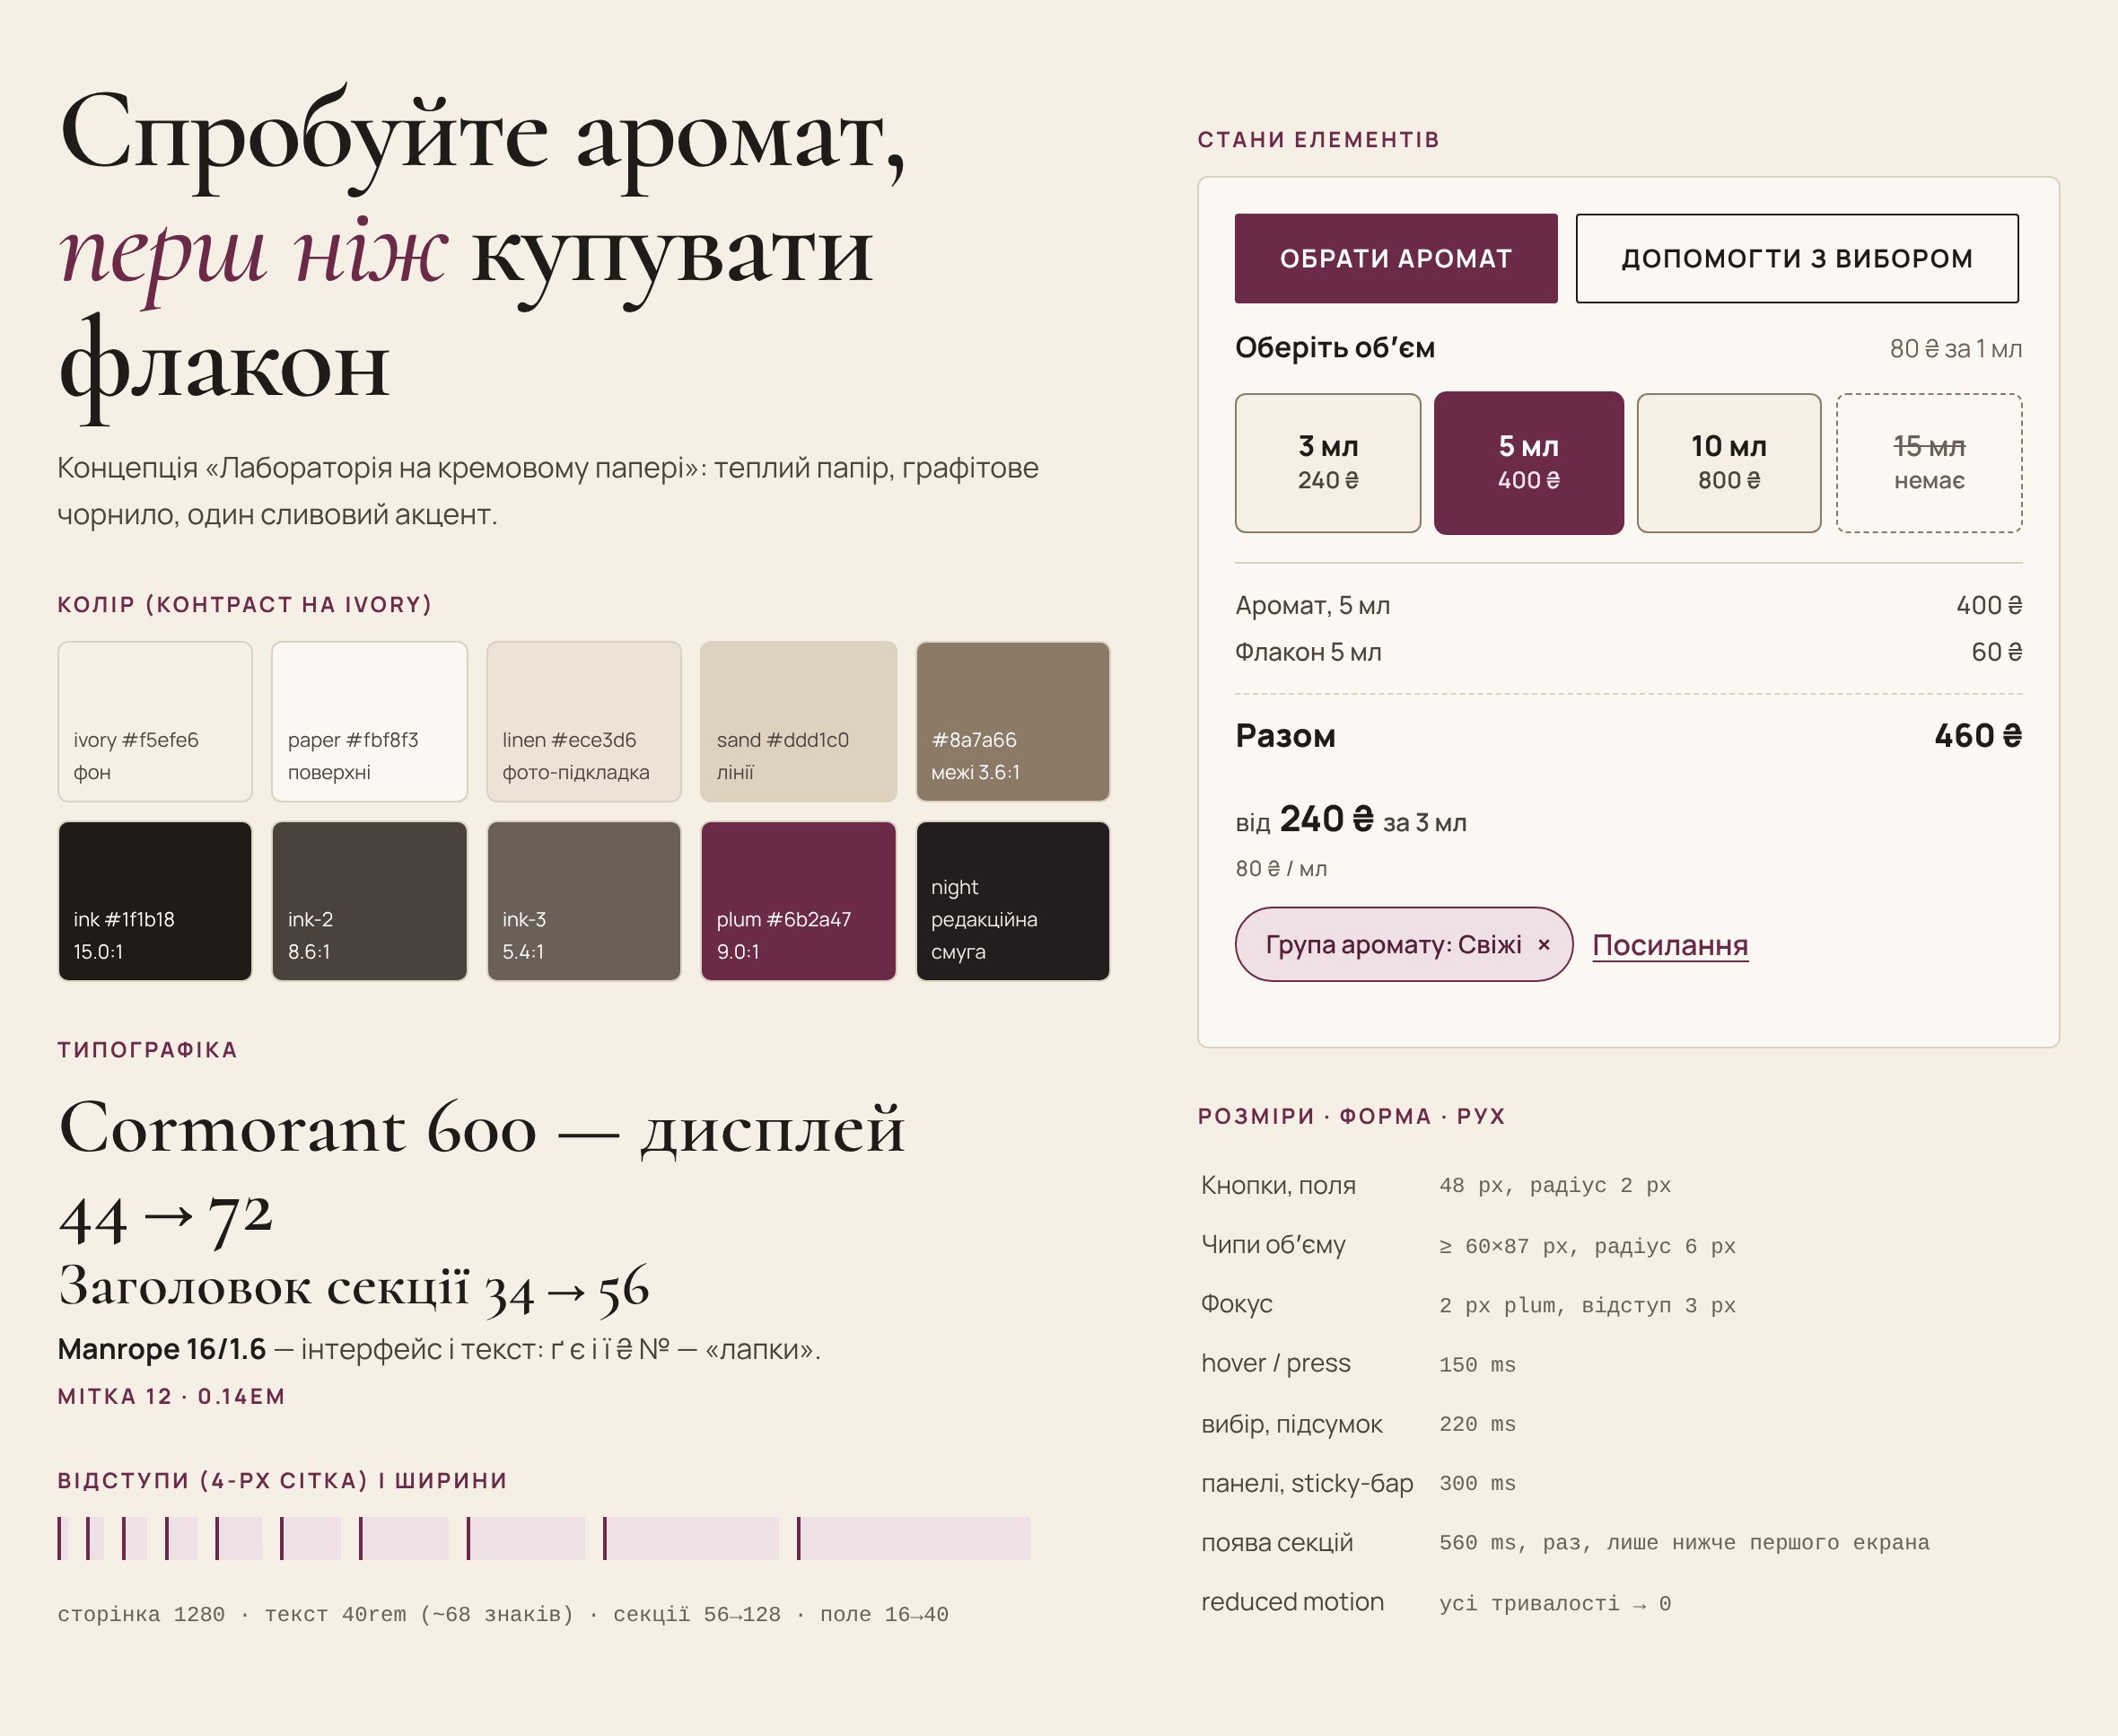 Спробуйте аромат,
перш ніж купувати
флакон
Концепція «Лабораторія на кремовому папері»: теплий папір, графітове
чорнило, один сливовий акцент.
КОЛІР (КОНТРАСТ НА IVORY)
ivory #f5efe6
фон
paper #fbf8f3
поверхні
linen #ece3d6
фото-підкладка
sand #ddd1c0
лінії
#8a7a66
межі 3.6:1
ink #1f1b18
15.0:1
ink-2
8.6:1
ink-3
5.4:1
plum #6b2a47
9.0:1
night
редакційна
смуга
ТИПОГРАФІКА
Cormorant 600 — дисплей
44 → 72
Заголовок секції 34 → 56
Manrope 16/1.6 — інтерфейс і текст: ґ є і ї ₴ № — «лапки».
МІТКА 12 · 0.14EM
ВІДСТУПИ (4-PX СІТКА) І ШИРИНИ
сторінка 1280 · текст 40rem (~68 знаків) · секції 56→128 · поле 16→40
СТАНИ ЕЛЕМЕНТІВ
ОБРАТИ АРОМАТ
ДОПОМОГТИ З ВИБОРОМ
Оберіть обʼєм
80 ₴ за 1 мл
3 мл
240 ₴
5 мл
400 ₴
10 мл
800 ₴
15 мл
немає
Аромат, 5 мл 400 ₴
Флакон 5 мл 60 ₴
Разом 460 ₴
від 240 ₴ за 3 мл
80 ₴ / мл
Група аромату: Свіжі ×
Посилання
РОЗМІРИ · ФОРМА · РУХ
Кнопки, поля 48 px, радіус 2 px
Чипи обʼєму ≥ 60×87 px, радіус 6 px
Фокус 2 px plum, відступ 3 px
hover / press 150 ms
вибір, підсумок 220 ms
панелі, sticky-бар 300 ms
поява секцій 560 ms, раз, лише нижче першого екрана
reduced motion усі тривалості → 0